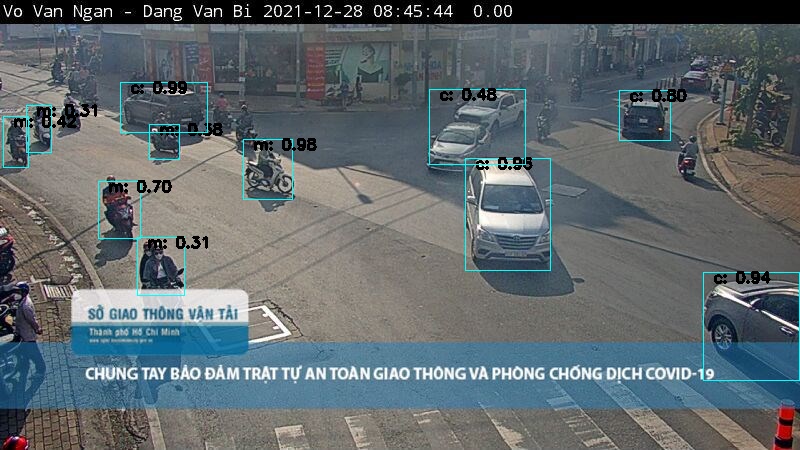 Vo Van Ngan - Dang Van Bi 2021-12-28 08:45:44 0.00
c: 0.99
c: 0.48
c: 0.80
m: 0.31
m: 0.98
c: 0.95
m: 0.70
m: 0.31
c: 0.94
SỞ GIAO THÔNG VẬN TẢI
Thành phố Hồ Chí Minh
CHUNG TAY BẢO ĐẢM TRẬT TỰ AN TOÀN GIAO THÔNG VÀ PHÒNG CHỐNG DỊCH COVID-19